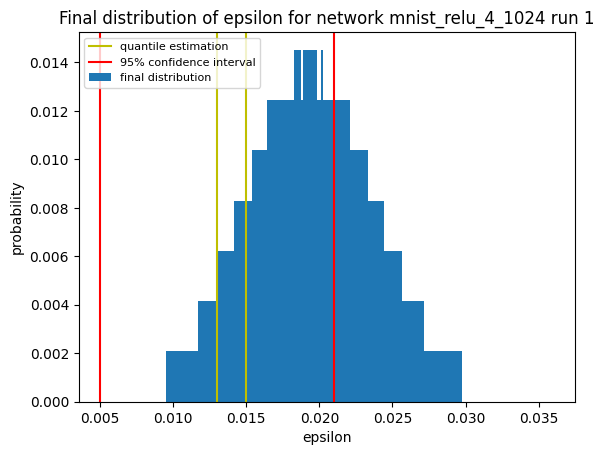 Final distribution of epsilon for network mnist_relu_4_1024 run 1
quantile estimation
95% confidence interval
final distribution
0.014
0.012
0.010
0.008
0.006
0.004
0.002
0.000
probability
0.005 0.010 0.015 0.020 0.025 0.030 0.035
epsilon